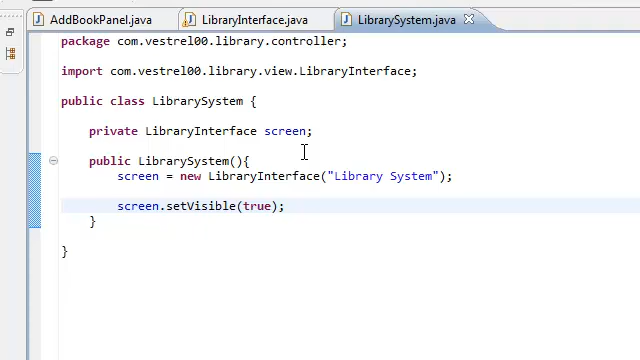 AddBookPanel.java LibraryInterface.java LibrarySystem.java
package com.vestrel00.library.controller;
import com.vestrel00.library.view.LibraryInterface;
public class LibrarySystem {
private LibraryInterface screen;
public LibrarySystem(){
screen = new LibraryInterface("Library System");
screen.setVisible(true);
}
}